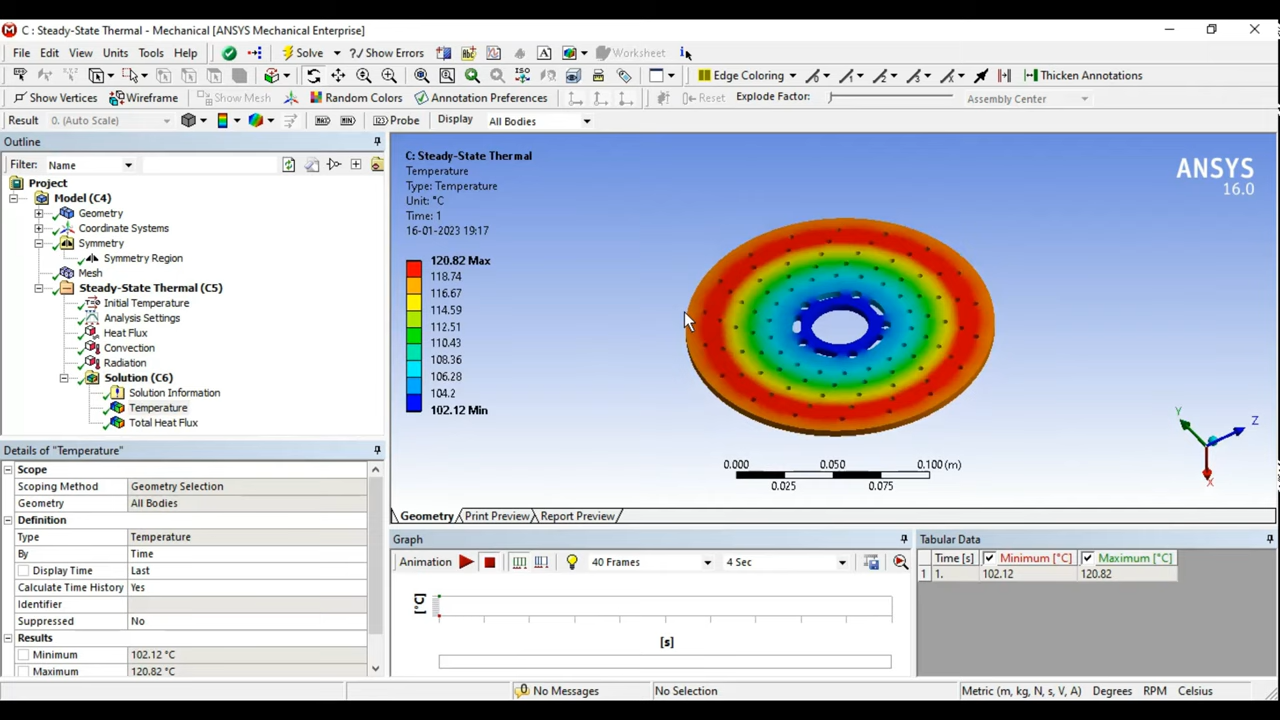 C : Steady-State Thermal - Mechanical [ANSYS Mechanical Enterprise]
File Edit View Units Tools Help Solve ?/ Show Errors Worksheet
Edge Coloring Thicken Annotations
Show Vertices Wireframe Show Mesh Random Colors Annotation Preferences Reset Explode Factor: Assembly Center
Result 0. (Auto Scale) MAX MIN Probe Display All Bodies
Outline
Filter: Name
Project
Model (C4)
Geometry
Coordinate Systems
Symmetry
Symmetry Region
Mesh
Steady-State Thermal (C5)
Initial Temperature
Analysis Settings
Heat Flux
Convection
Radiation
Solution (C6)
Solution Information
Temperature
Total Heat Flux
Details of "Temperature"
Scope
Scoping Method Geometry Selection
Geometry All Bodies
Definition
Type Temperature
By Time
Display Time Last
Calculate Time History Yes
Identifier
Suppressed No
Results
Minimum 102.12 °C
Maximum 120.82 °C
C: Steady-State Thermal
Temperature
Type: Temperature
Unit: °C
Time: 1
16-01-2023 19:17
120.82 Max
118.74
116.67
114.59
112.51
110.43
108.36
106.28
104.2
102.12 Min
ANSYS
16.0
0.000 0.050 0.100 (m)
0.025 0.075
Y
Z
X
Geometry Print Preview Report Preview
Graph
Animation 40 Frames 4 Sec
[°C]
[s]
Tabular Data
Time [s] Minimum [°C] Maximum [°C]
1 1. 102.12 120.82
No Messages No Selection Metric (m, kg, N, s, V, A) Degrees RPM Celsius